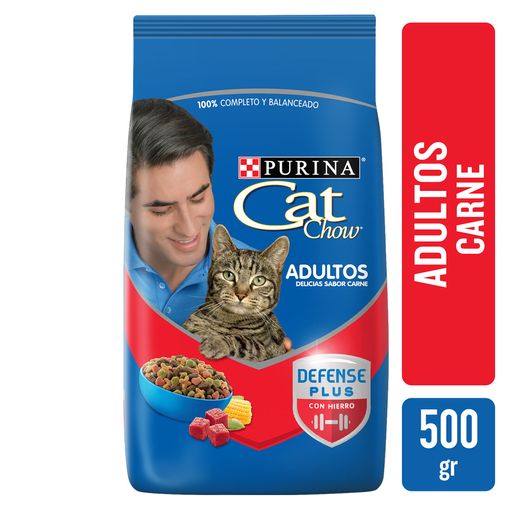 100% COMPLETO Y BALANCEADO
PURINA®
Cat
Chow®
ADULTOS
DELICIAS SABOR CARNE
DEFENSE
PLUS
CON HIERRO
ADULTOS
CARNE
500
gr